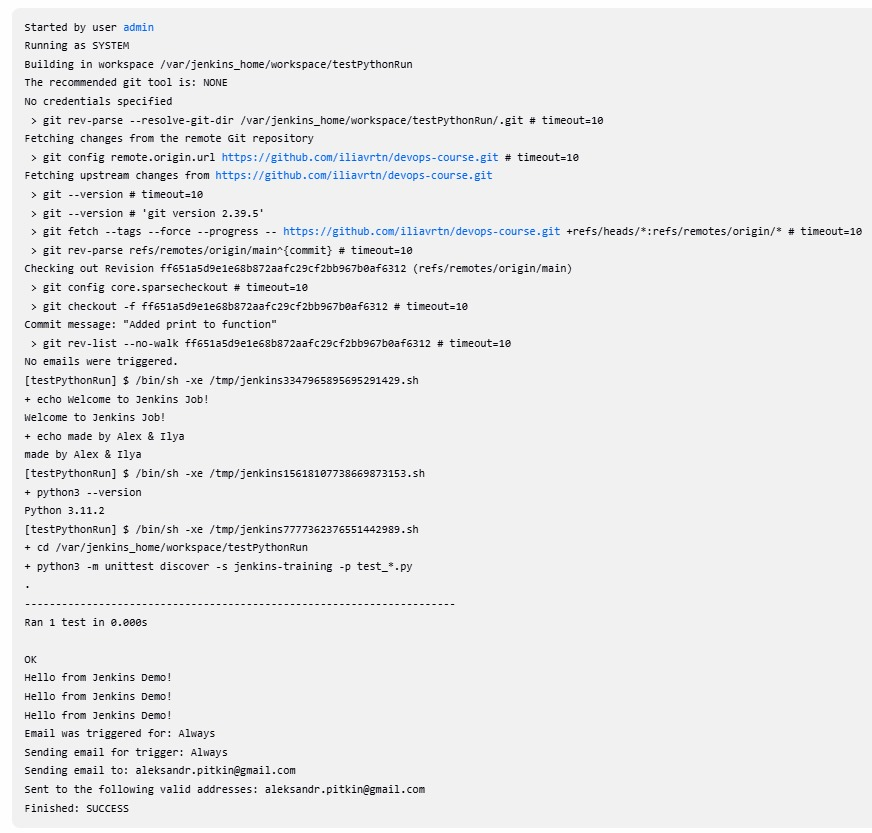 Started by user admin
Running as SYSTEM
Building in workspace /var/jenkins_home/workspace/testPythonRun
The recommended git tool is: NONE
No credentials specified
 > git rev-parse --resolve-git-dir /var/jenkins_home/workspace/testPythonRun/.git # timeout=10
Fetching changes from the remote Git repository
 > git config remote.origin.url https://github.com/iliavrtn/devops-course.git # timeout=10
Fetching upstream changes from https://github.com/iliavrtn/devops-course.git
 > git --version # timeout=10
 > git --version # 'git version 2.39.5'
 > git fetch --tags --force --progress -- https://github.com/iliavrtn/devops-course.git +refs/heads/*:refs/remotes/origin/* # timeout=10
 > git rev-parse refs/remotes/origin/main^{commit} # timeout=10
Checking out Revision ff651a5d9e1e68b872aafc29cf2bb967b0af6312 (refs/remotes/origin/main)
 > git config core.sparsecheckout # timeout=10
 > git checkout -f ff651a5d9e1e68b872aafc29cf2bb967b0af6312 # timeout=10
Commit message: "Added print to function"
 > git rev-list --no-walk ff651a5d9e1e68b872aafc29cf2bb967b0af6312 # timeout=10
No emails were triggered.
[testPythonRun] $ /bin/sh -xe /tmp/jenkins3347965895695291429.sh
+ echo Welcome to Jenkins Job!
Welcome to Jenkins Job!
+ echo made by Alex & Ilya
made by Alex & Ilya
[testPythonRun] $ /bin/sh -xe /tmp/jenkins15618107738669873153.sh
+ python3 --version
Python 3.11.2
[testPythonRun] $ /bin/sh -xe /tmp/jenkins7777362376551442989.sh
+ cd /var/jenkins_home/workspace/testPythonRun
+ python3 -m unittest discover -s jenkins-training -p test_*.py
.
----------------------------------------------------------------------
Ran 1 test in 0.000s

OK
Hello from Jenkins Demo!
Hello from Jenkins Demo!
Hello from Jenkins Demo!
Email was triggered for: Always
Sending email for trigger: Always
Sending email to: aleksandr.pitkin@gmail.com
Sent to the following valid addresses: aleksandr.pitkin@gmail.com
Finished: SUCCESS